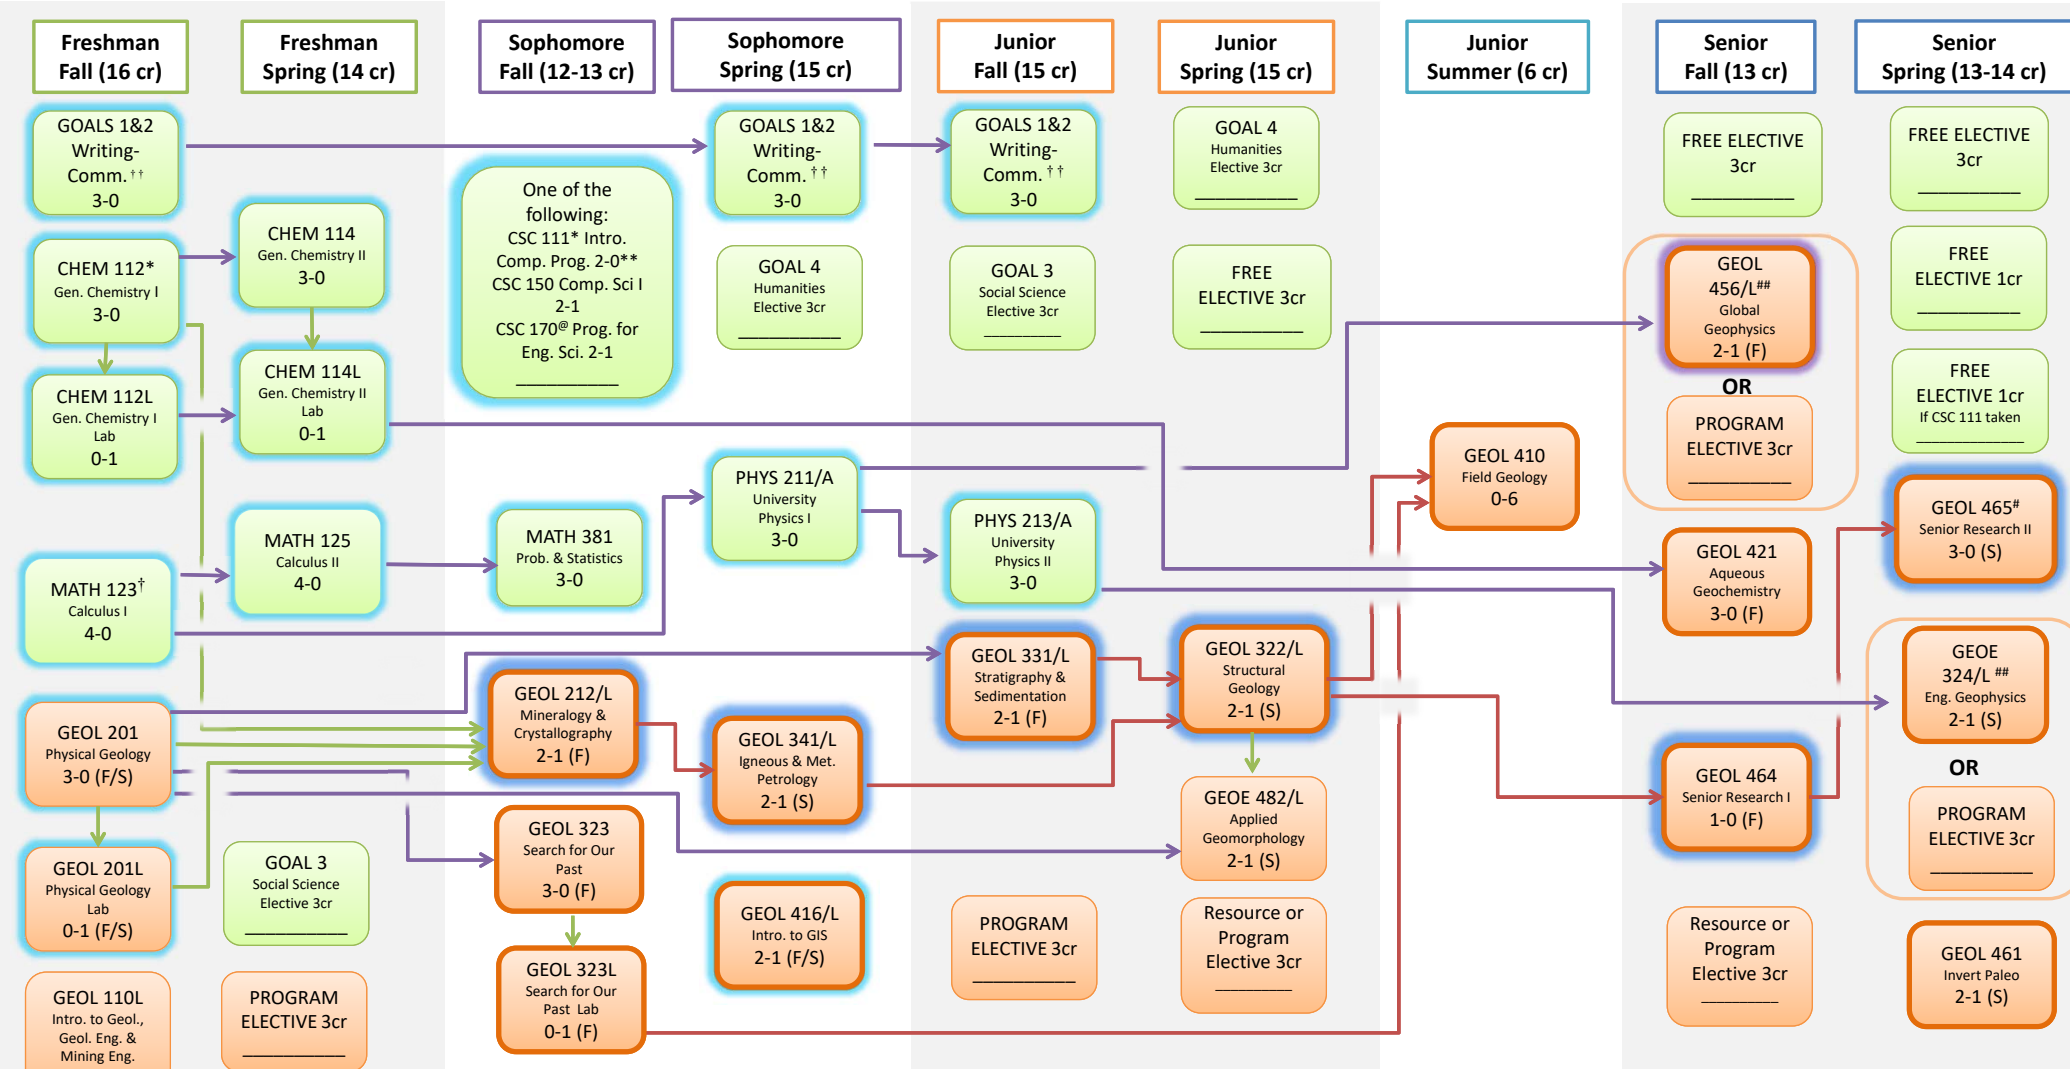 Freshman
Fall (16 cr)
Freshman
Spring (14 cr)
Sophomore
Fall (12-13 cr)
Sophomore
Spring (15 cr)
Junior
Fall (15 cr)
Junior
Spring (15 cr)
Junior
Summer (6 cr)
Senior
Fall (13 cr)
Senior
Spring (13-14 cr)
GOALS 1&2
Writing-
Comm. ††
3-0
CHEM 112*
Gen. Chemistry I
3-0
CHEM 112L
Gen. Chemistry I
Lab
0-1
MATH 123†
Calculus I
4-0
GEOL 201
Physical Geology
3-0 (F/S)
GEOL 201L
Physical Geology
Lab
0-1 (F/S)
GEOL 110L
Intro. to Geol.,
Geol. Eng. &
Mining Eng.
CHEM 114
Gen. Chemistry II
3-0
CHEM 114L
Gen. Chemistry II
Lab
0-1
MATH 125
Calculus II
4-0
GOAL 3
Social Science
Elective 3cr
__________
PROGRAM
ELECTIVE 3cr
__________
One of the
following:
CSC 111* Intro.
Comp. Prog. 2-0**
CSC 150 Comp. Sci I
2-1
CSC 170@ Prog. for
Eng. Sci. 2-1
__________
MATH 381
Prob. & Statistics
3-0
GEOL 212/L
Mineralogy &
Crystallography
2-1 (F)
GEOL 323
Search for Our
Past
3-0 (F)
GEOL 323L
Search for Our
Past Lab
0-1 (F)
GOALS 1&2
Writing-
Comm. ††
3-0
GOAL 4
Humanities
Elective 3cr
__________
PHYS 211/A
University
Physics I
3-0
GEOL 341/L
Igneous & Met.
Petrology
2-1 (S)
GEOL 416/L
Intro. to GIS
2-1 (F/S)
GOALS 1&2
Writing-
Comm. ††
3-0
GOAL 3
Social Science
Elective 3cr
__________
PHYS 213/A
University
Physics II
3-0
GEOL 331/L
Stratigraphy &
Sedimentation
2-1 (F)
PROGRAM
ELECTIVE 3cr
__________
GOAL 4
Humanities
Elective 3cr
__________
FREE
ELECTIVE 3cr
__________
GEOL 322/L
Structural
Geology
2-1 (S)
GEOE 482/L
Applied
Geomorphology
2-1 (S)
Resource or
Program
Elective 3cr
__________
GEOL 410
Field Geology
0-6
FREE ELECTIVE
3cr
__________
GEOL
456/L##
Global
Geophysics
2-1 (F)
OR
PROGRAM
ELECTIVE 3cr
__________
GEOL 421
Aqueous
Geochemistry
3-0 (F)
GEOL 464
Senior Research I
1-0 (F)
Resource or
Program
Elective 3cr
__________
FREE ELECTIVE
3cr
__________
FREE
ELECTIVE 1cr
__________
FREE
ELECTIVE 1cr
If CSC 111 taken
______________
GEOL 465#
Senior Research II
3-0 (S)
GEOE
324/L ##
Eng. Geophysics
2-1 (S)
OR
PROGRAM
ELECTIVE 3cr
__________
GEOL 461
Invert Paleo
2-1 (S)